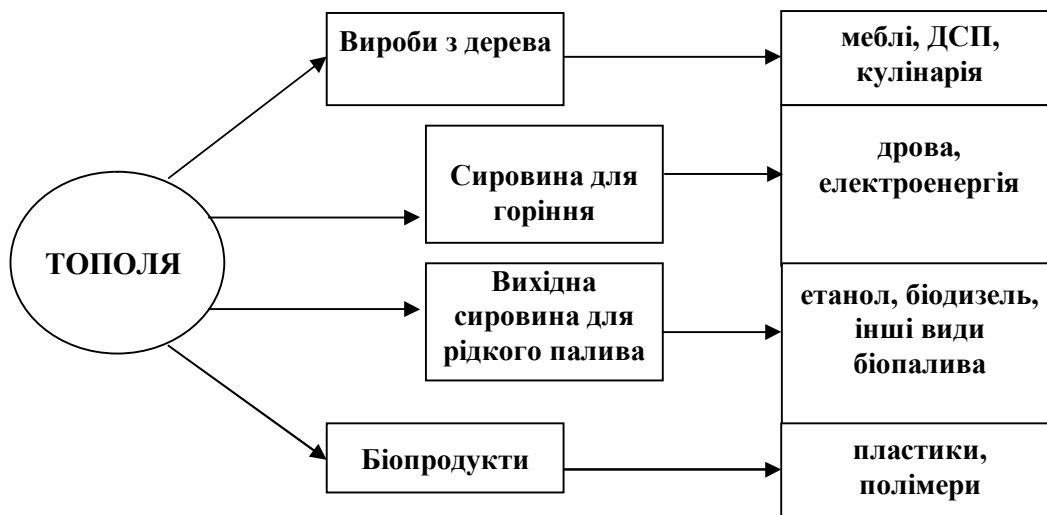 ТОПОЛЯ
Вироби з дерева
меблі, ДСП,
кулінарія
Сировина для
горіння
дрова,
електроенергія
Вихідна
сировина для
рідкого палива
етанол, біодизель,
інші види
біопалива
Біопродукти
пластики,
полімери